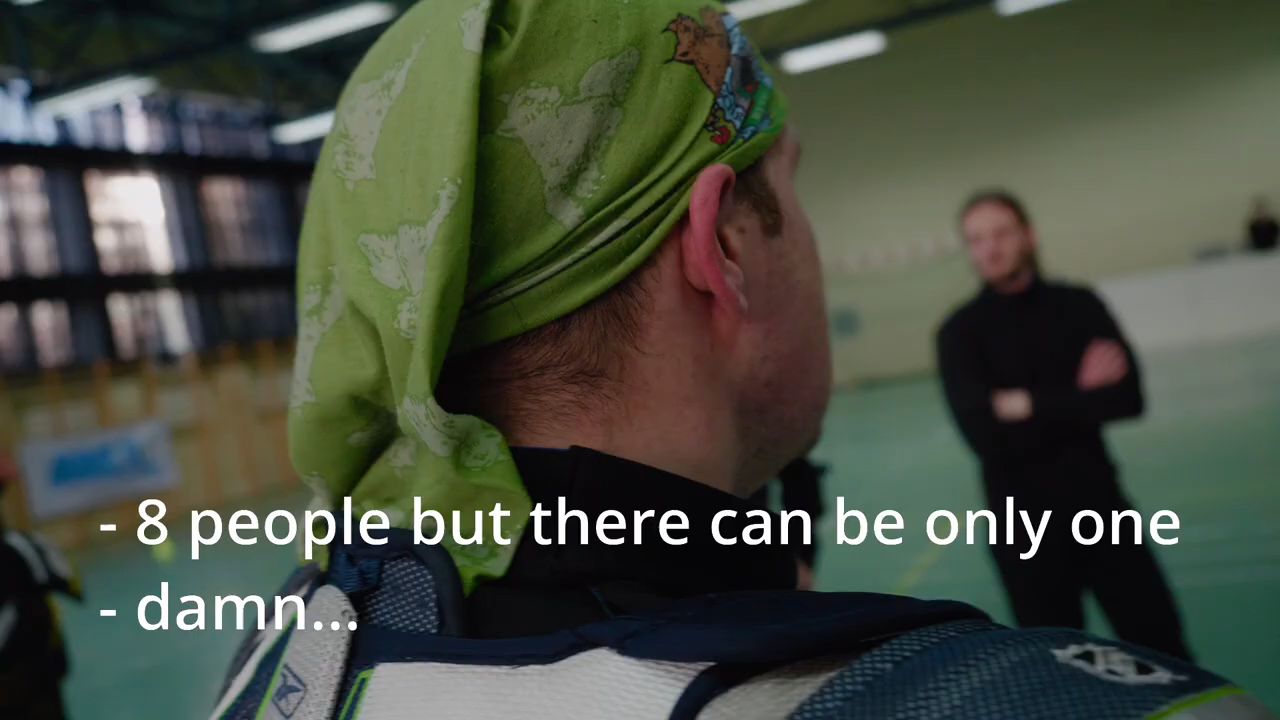 - 8 people but there can be only one
- damn...